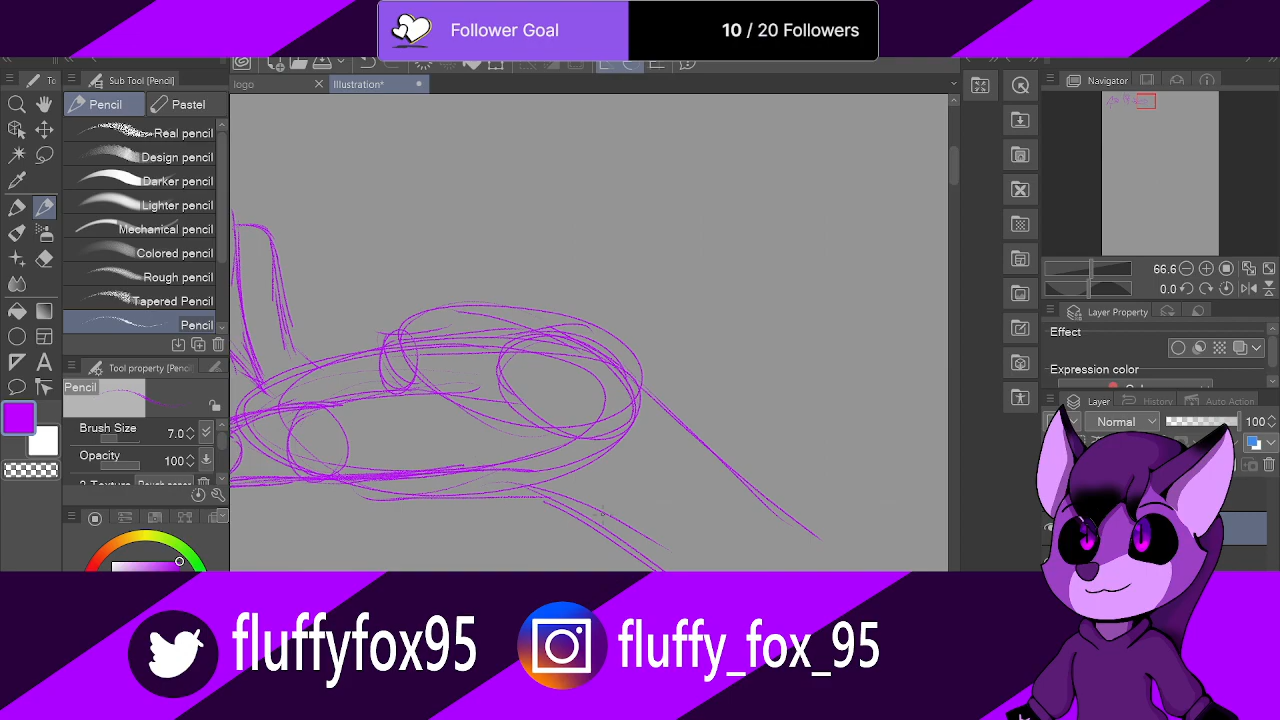 Follower Goal
10 / 20 Followers
Sub Tool [Pencil]
logo
Illustration*
Navigator
Pencil
Pastel
Real pencil
Design pencil
Darker pencil
Lighter pencil
Mechanical pencil
Colored pencil
Rough pencil
Tapered Pencil
Pencil
66.6
0.0
Layer Property
Effect
Expression color
Tool property [Pencil]
Pencil
Brush Size
7.0
Opacity
100
Layer
History
Auto Action
Normal
100
fluffyfox95
fluffy_fox_95